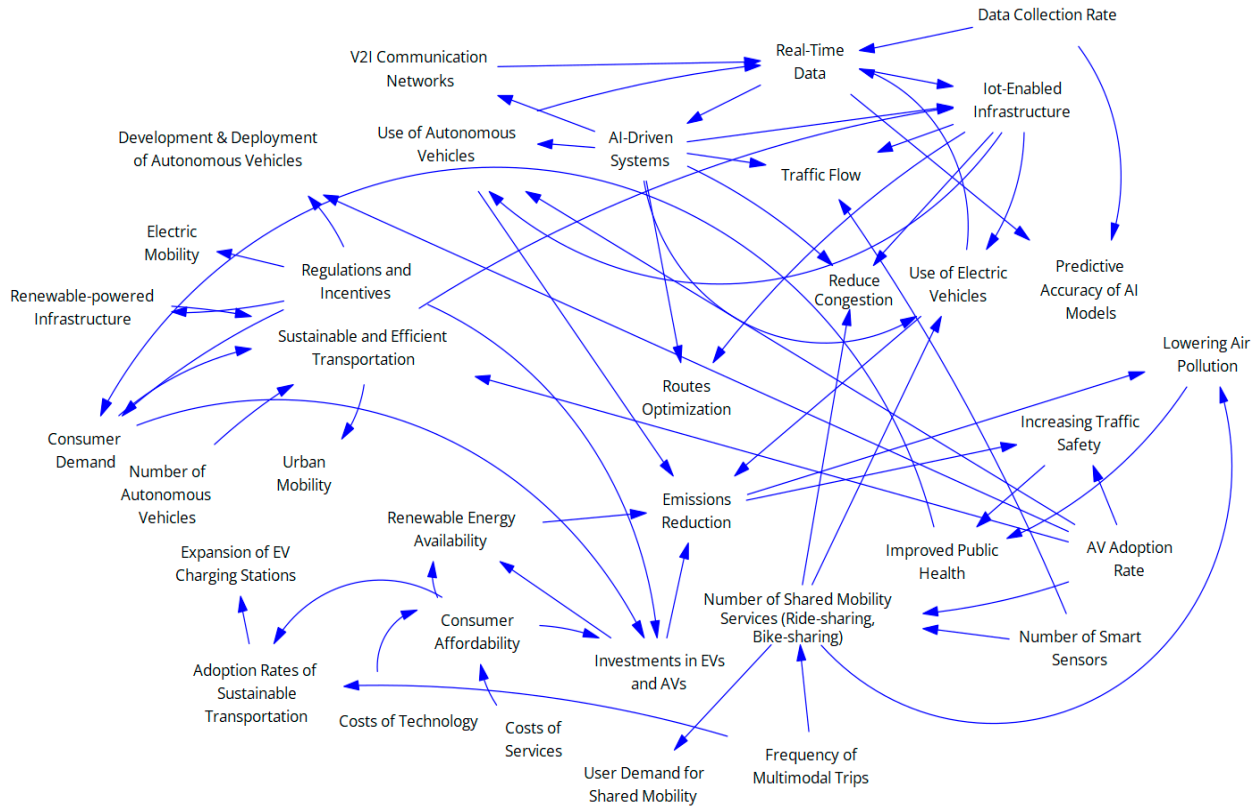 Data Collection Rate
Real-Time
Data
V2I Communication
Networks
Iot-Enabled
Infrastructure
Development & Deployment
of Autonomous Vehicles
Use of Autonomous
Vehicles
AI-Driven
Systems
Traffic Flow
Electric
Mobility
Regulations and
Incentives
Reduce
Congestion
Use of Electric
Vehicles
Predictive
Accuracy of AI
Models
Renewable-powered
Infrastructure
Sustainable and Efficient
Transportation
Lowering Air
Pollution
Routes
Optimization
Increasing Traffic
Safety
Consumer
Demand
Number of
Autonomous
Vehicles
Urban
Mobility
Emissions
Reduction
Renewable Energy
Availability
Expansion of EV
Charging Stations
Improved Public
Health
AV Adoption
Rate
Number of Shared Mobility
Services (Ride-sharing,
Bike-sharing)
Consumer
Affordability
Number of Smart
Sensors
Investments in EVs
and AVs
Adoption Rates of
Sustainable
Transportation
Costs of Technology
Costs of
Services
Frequency of
Multimodal Trips
User Demand for
Shared Mobility